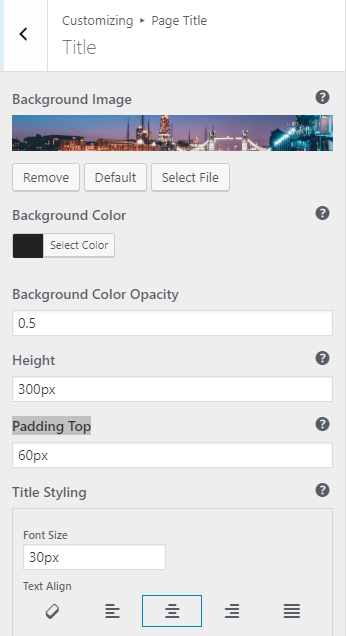 Customizing ▸ Page Title
Title
Background Image
Remove
Default
Select File
Background Color
Select Color
Background Color Opacity
0.5
Height
300px
Padding Top
60px
Title Styling
Font Size
30px
Text Align